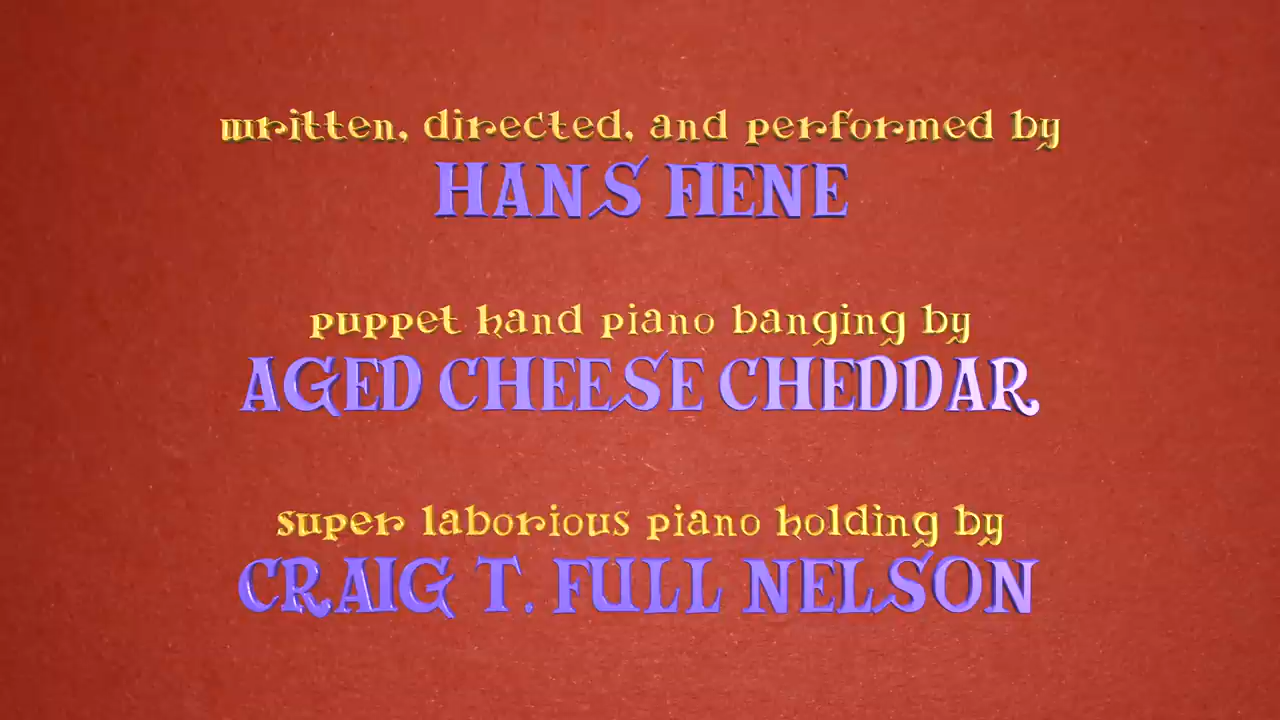 written, directed, and performed by
HANS FIENE
puppet hand piano banging by
AGED CHEESE CHEDDAR
super laborious piano holding by
CRAIG T. FULL NELSON